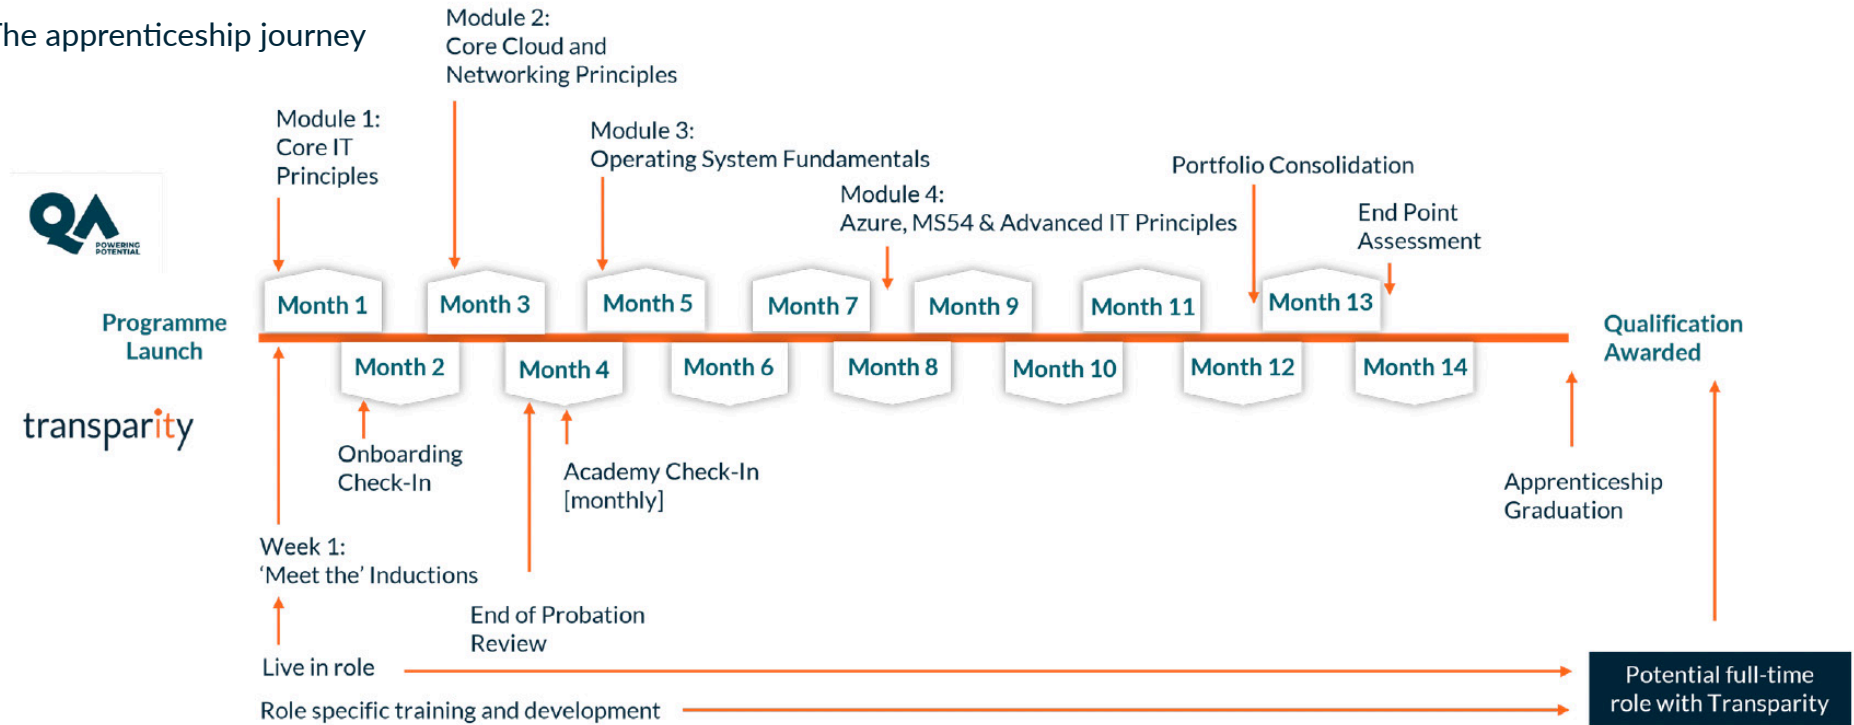 he apprenticeship journey
Module 2:
Core Cloud and
Networking Principles
Module 1:
Core IT
Principles
Module 3:
Operating System Fundamentals
Module 4:
Azure, MS54 & Advanced IT Principles
Portfolio Consolidation
End Point
Assessment
QA
POWERING
POTENTIAL
Programme
Launch
Month 1
Month 3
Month 5
Month 7
Month 9
Month 11
Month 13
Month 2
Month 4
Month 6
Month 8
Month 10
Month 12
Month 14
Qualification
Awarded
transparity
Onboarding
Check-In
Academy Check-In
[monthly]
Apprenticeship
Graduation
Week 1:
‘Meet the’ Inductions
End of Probation
Review
Live in role
Role specific training and development
Potential full-time
role with Transparity